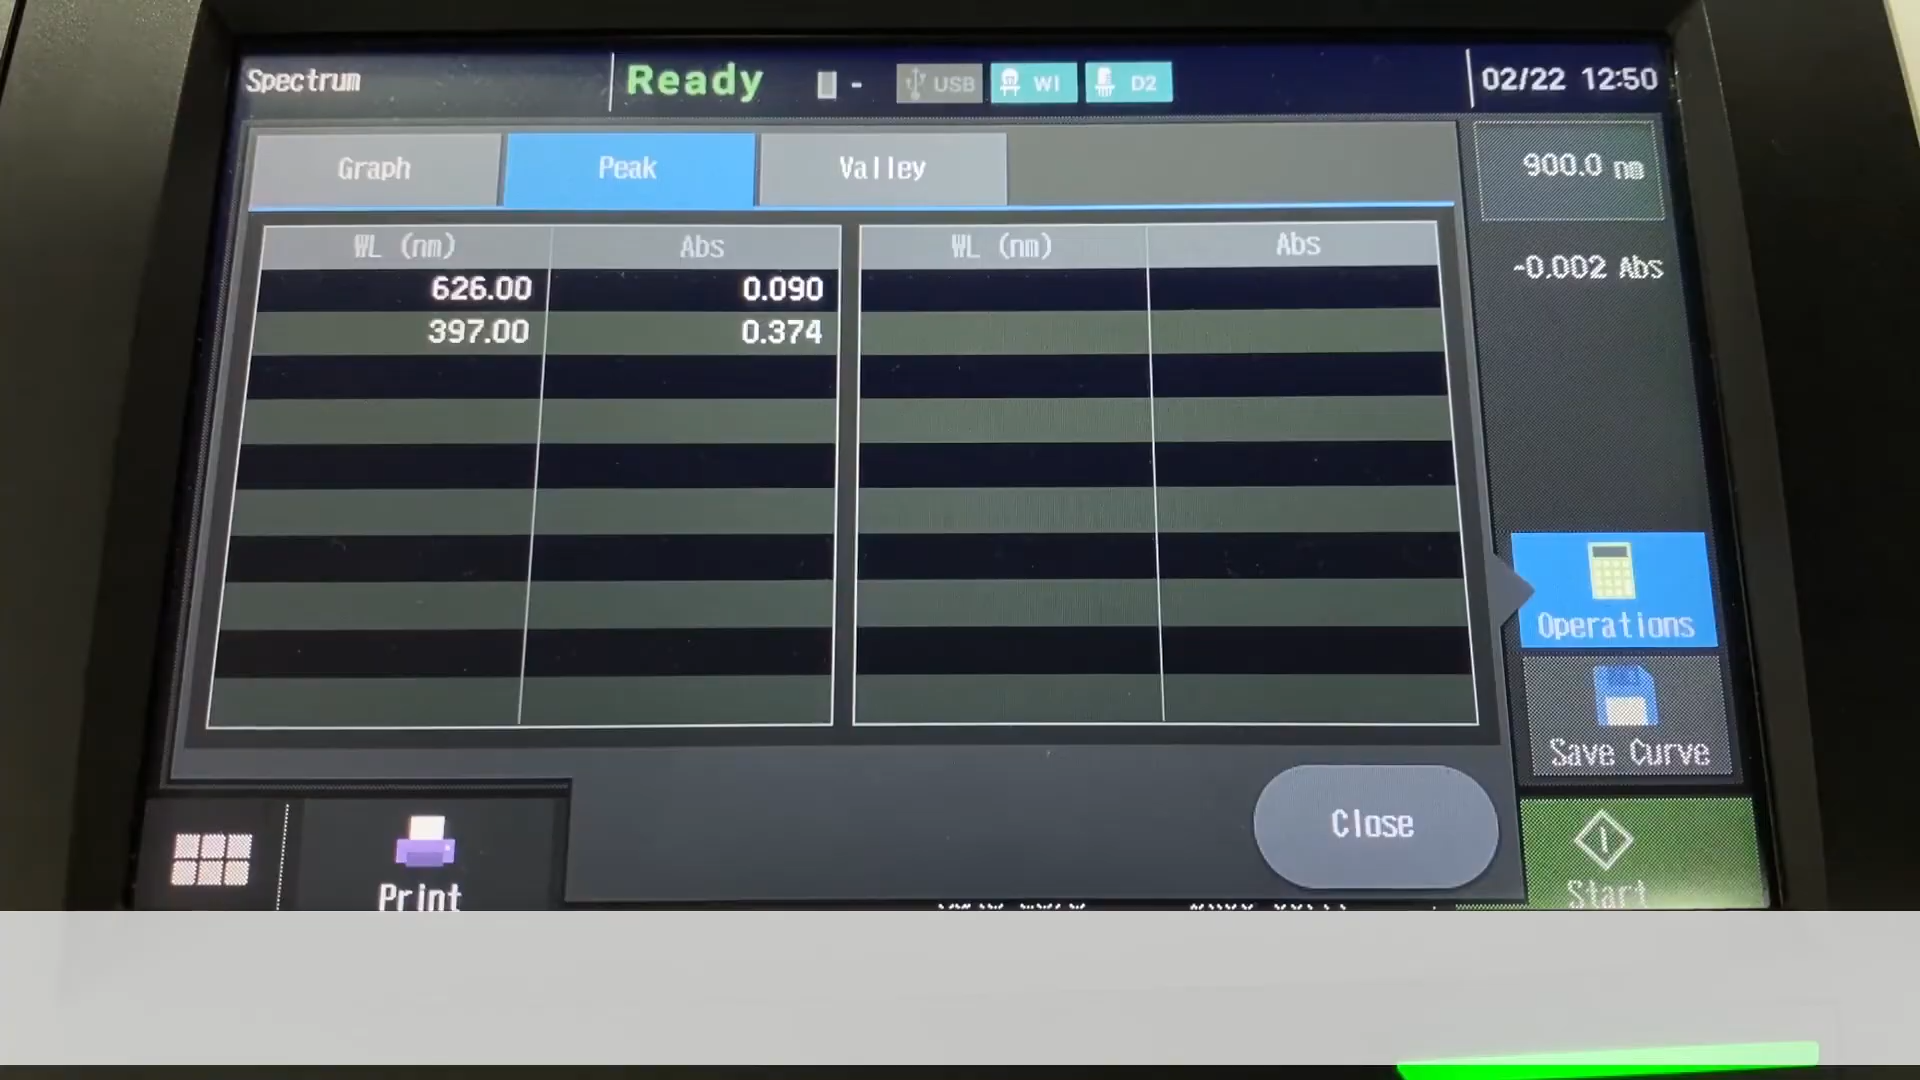 Spectrum Ready - USB WI D2 02/22 12:50
Graph Peak Valley
900.0 nm
-0.002 Abs
WL (nm) Abs WL (nm) Abs
626.00 0.090
397.00 0.374
Operations
Save Curve
Close
Print
Start